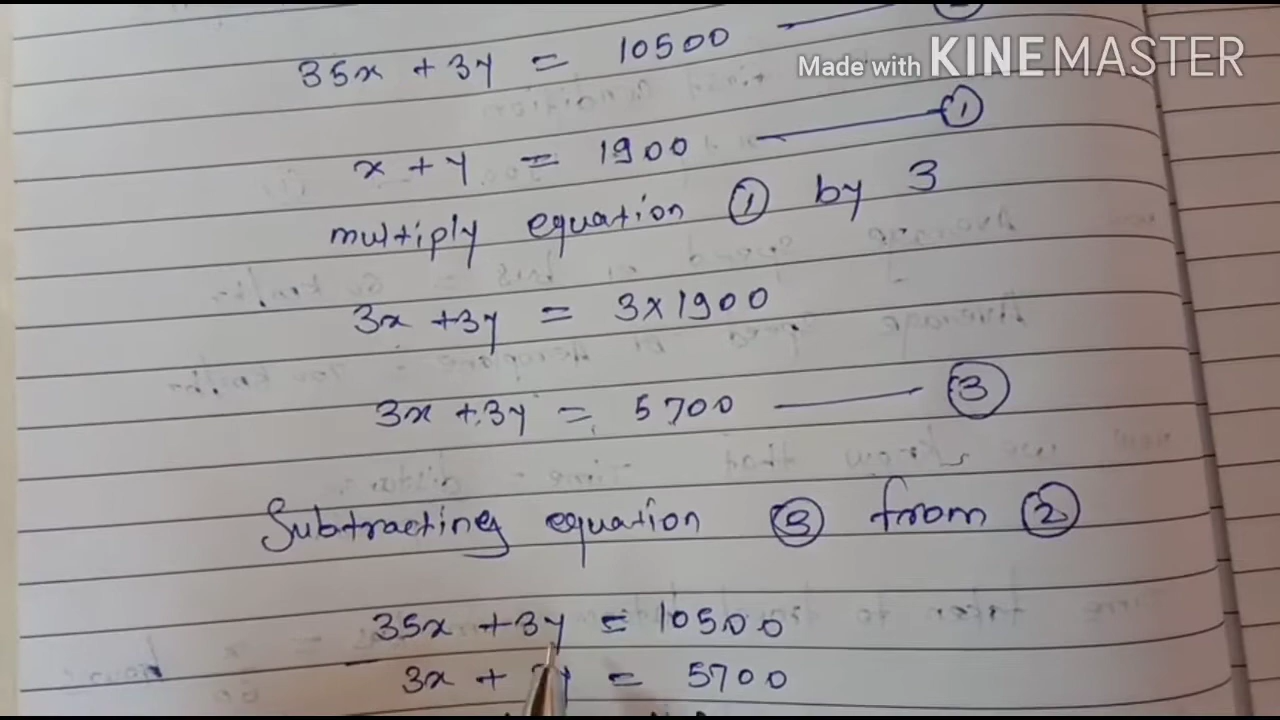 35x + 3y = 10500
Made with KINEMASTER
x + y = 1900 ①
multiply equation ① by 3
3x + 3y = 3x1900
3x + 3y = 5700 ③
Subtracting equation ③ from ②
35x + 3y = 10500
3x + 3y = 5700